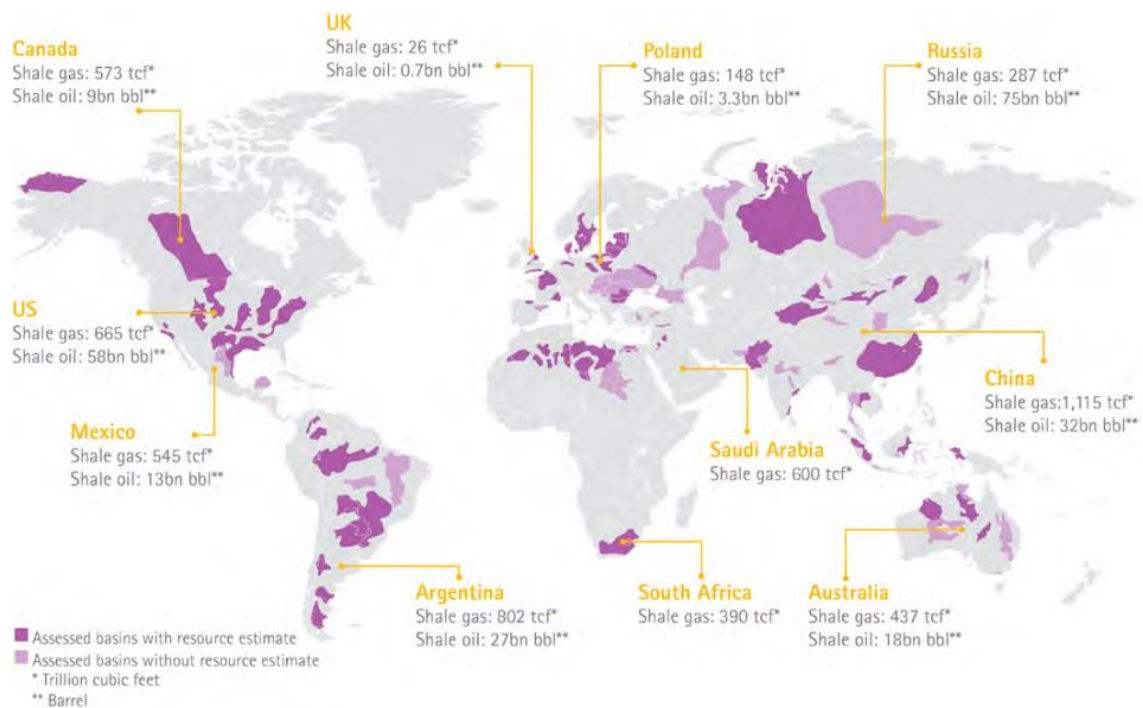 UK
Shale gas: 26 tcf*
Shale oil: 0.7bn bbl**
Canada
Shale gas: 573 tcf*
Shale oil: 9bn bbl**
Poland
Shale gas: 148 tcf*
Shale oil: 3.3bn bbl**
Russia
Shale gas: 287 tcf*
Shale oil: 75bn bbl**
US
Shale gas: 665 tcf*
Shale oil: 58bn bbl**
China
Shale gas:1,115 tcf*
Shale oil: 32bn bbl**
Mexico
Shale gas: 545 tcf*
Shale oil: 13bn bbl**
Saudi Arabia
Shale gas: 600 tcf*
Argentina
Shale gas: 802 tcf*
Shale oil: 27bn bbl**
South Africa
Shale gas: 390 tcf*
Australia
Shale gas: 437 tcf*
Shale oil: 18bn bbl**
Assessed basins with resource estimate
Assessed basins without resource estimate
* Trillion cubic feet
** Barrel